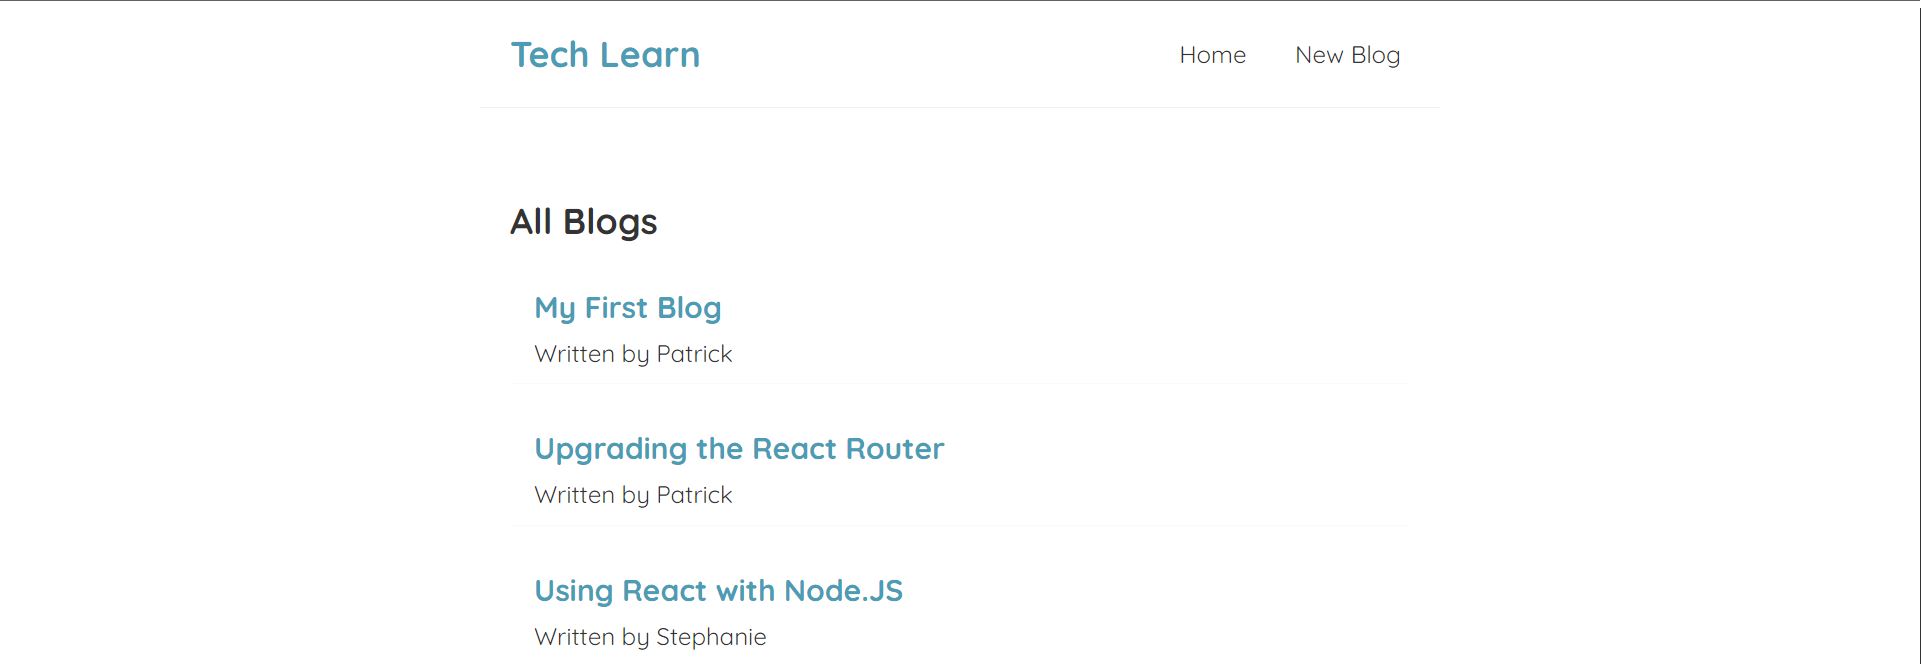 Tech Learn
Home New Blog
All Blogs
My First Blog
Written by Patrick
Upgrading the React Router
Written by Patrick
Using React with Node.JS
Written by Stephanie